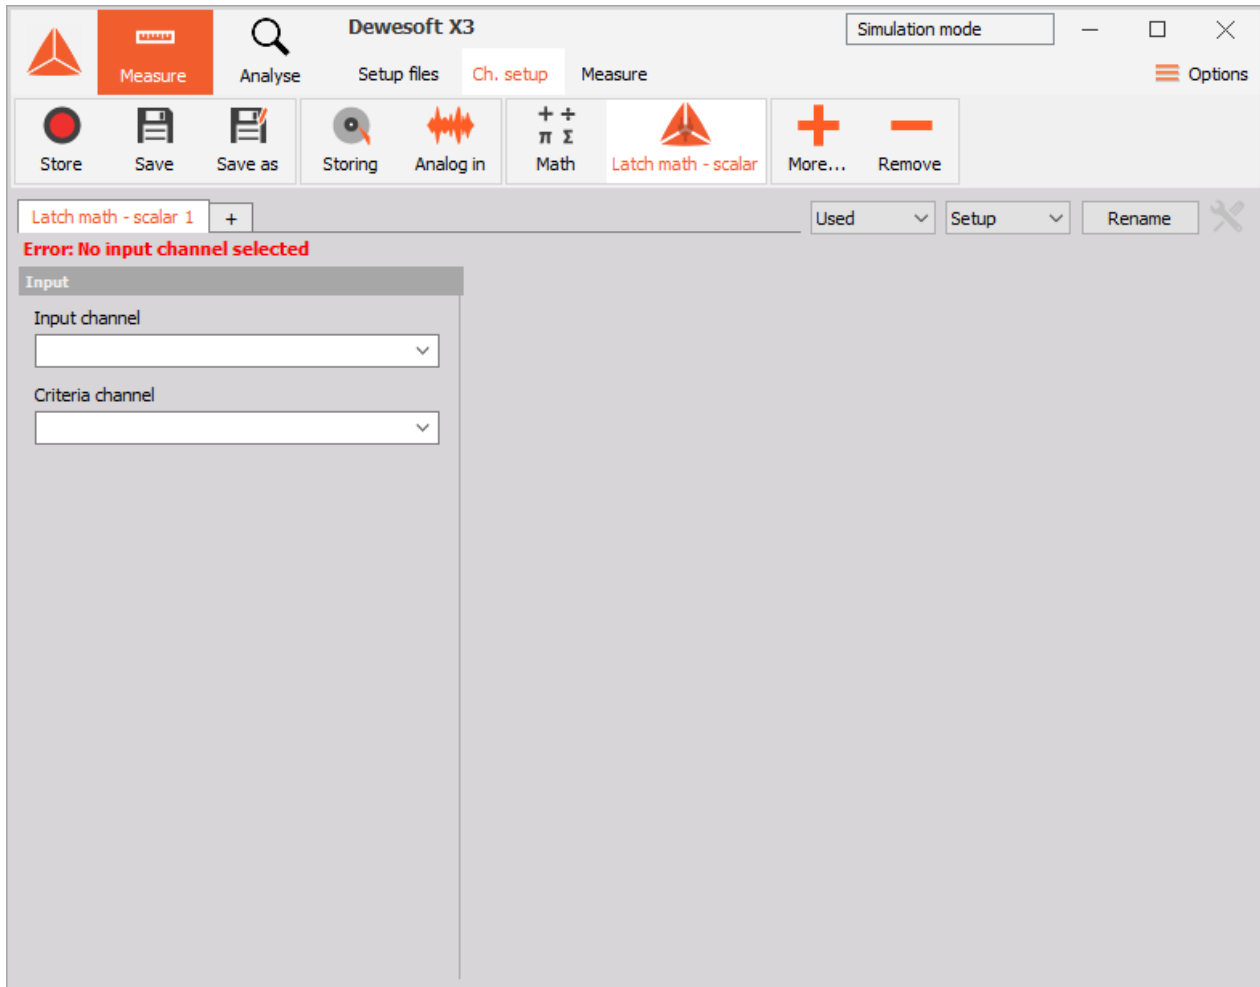 Dewesoft X3
Simulation mode
Measure
Analyse
Setup files
Ch. setup
Measure
Options
Store
Save
Save as
Storing
Analog in
+ ÷
π Σ
Math
Latch math - scalar
More...
Remove
Latch math - scalar 1
+
Used
Setup
Rename
Error: No input channel selected
Input
Input channel
Criteria channel